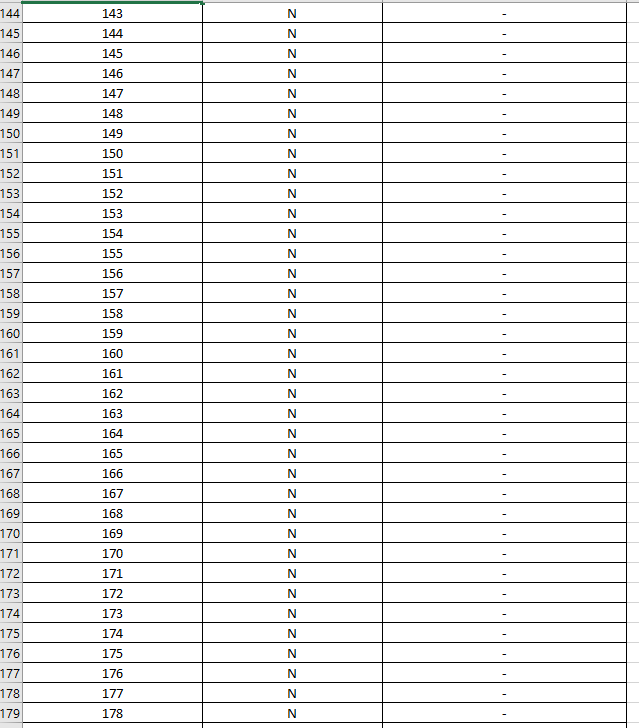 144 143 N -
145 144 N -
146 145 N -
147 146 N -
148 147 N -
149 148 N -
150 149 N -
151 150 N -
152 151 N -
153 152 N -
154 153 N -
155 154 N -
156 155 N -
157 156 N -
158 157 N -
159 158 N -
160 159 N -
161 160 N -
162 161 N -
163 162 N -
164 163 N -
165 164 N -
166 165 N -
167 166 N -
168 167 N -
169 168 N -
170 169 N -
171 170 N -
172 171 N -
173 172 N -
174 173 N -
175 174 N -
176 175 N -
177 176 N -
178 177 N -
179 178 N -